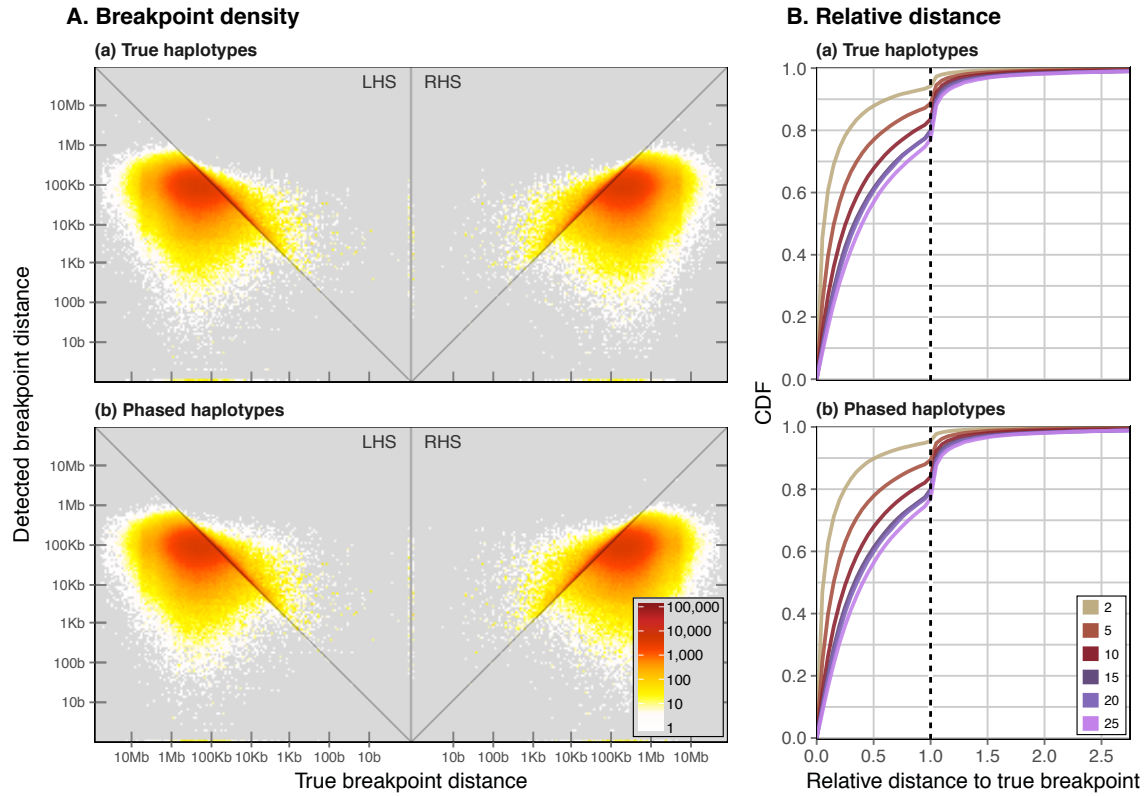 A. Breakpoint density
(a) True haplotypes
LHS RHS
10Mb
1Mb
100Kb
10Kb
1Kb
100b
10b
Detected breakpoint distance
(b) Phased haplotypes
LHS RHS
10Mb
1Mb
100Kb
10Kb
1Kb
100b
10b
100,000
10,000
1,000
100
10
1
10Mb 1Mb 100Kb 10Kb 1Kb 100b 10b 10b 100b 1Kb 10Kb 100Kb 1Mb 10Mb
True breakpoint distance
B. Relative distance
(a) True haplotypes
1.0
0.8
0.6
0.4
0.2
0.0
CDF
(b) Phased haplotypes
1.0
0.8
0.6
0.4
0.2
0.0
2
5
10
15
20
25
0.0 0.5 1.0 1.5 2.0 2.5
Relative distance to true breakpoint